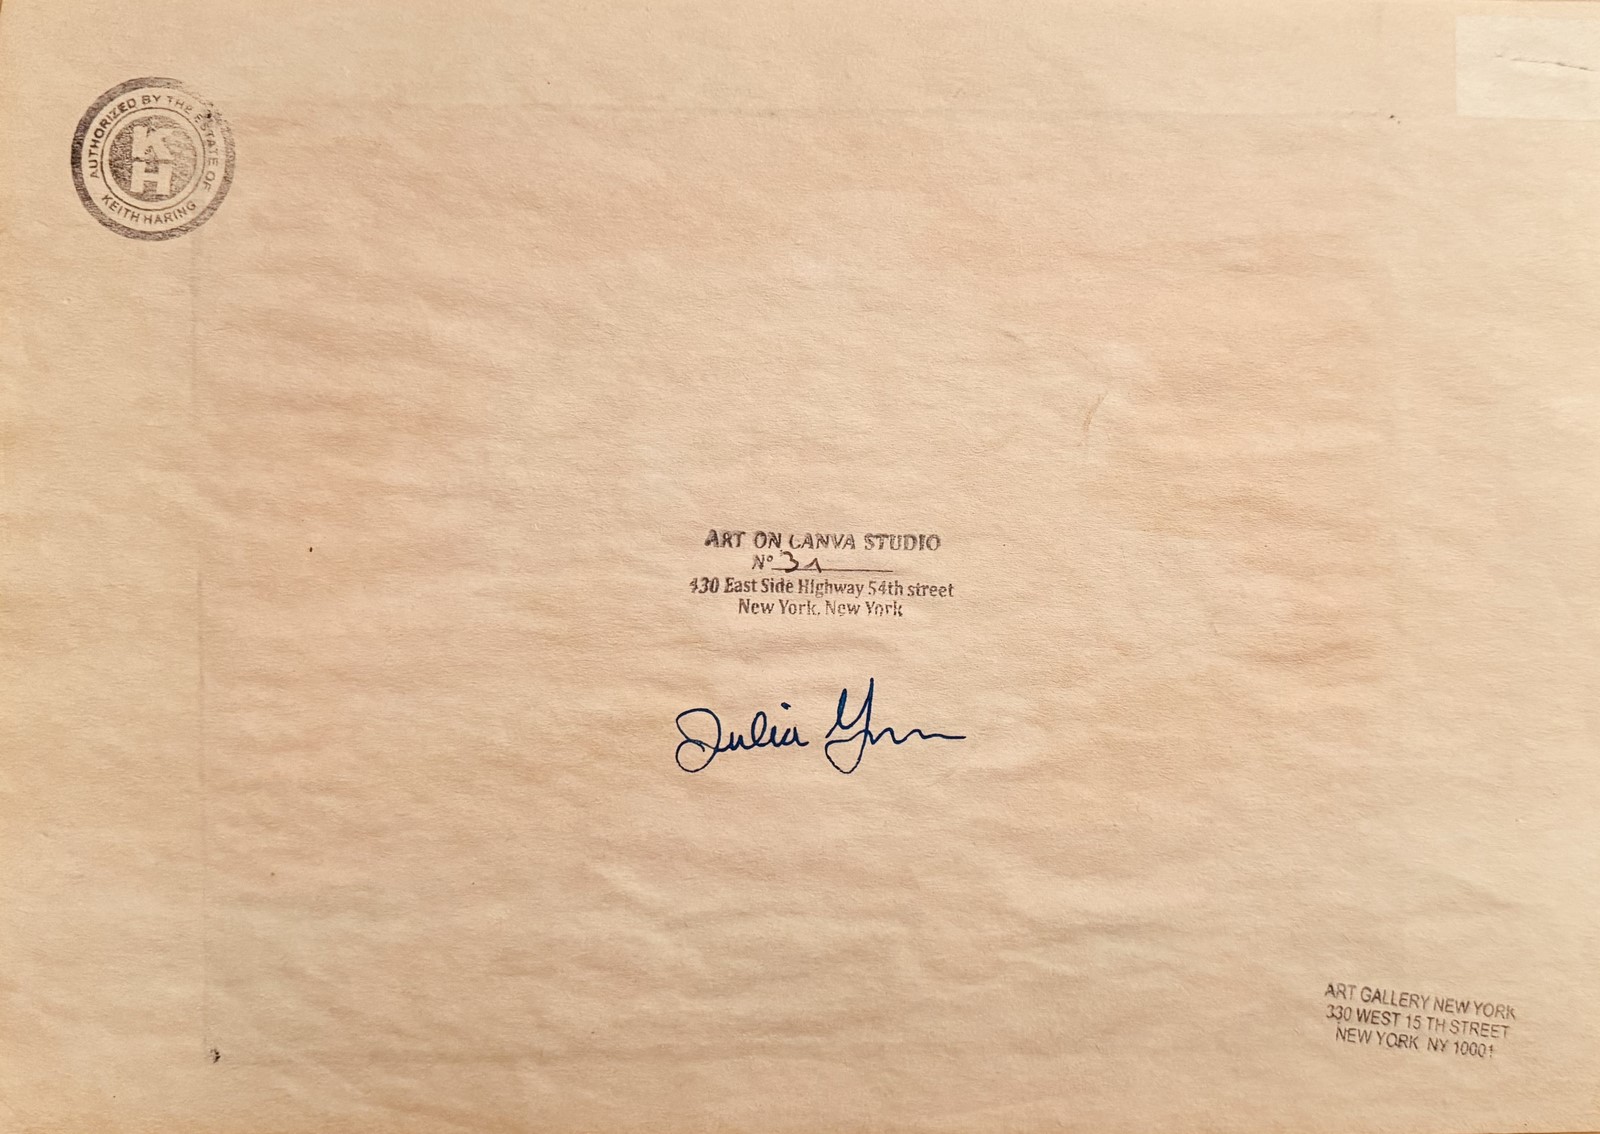 AUTHORIZED BY THE ESTATE OF
KEITH HARING
KH
ART ON CANVA STUDIO
N° 31
430 East Side Highway 54th street
New York, New York
Julia
ART GALLERY NEW YORK
330 WEST 15 TH STREET
NEW YORK NY 10001